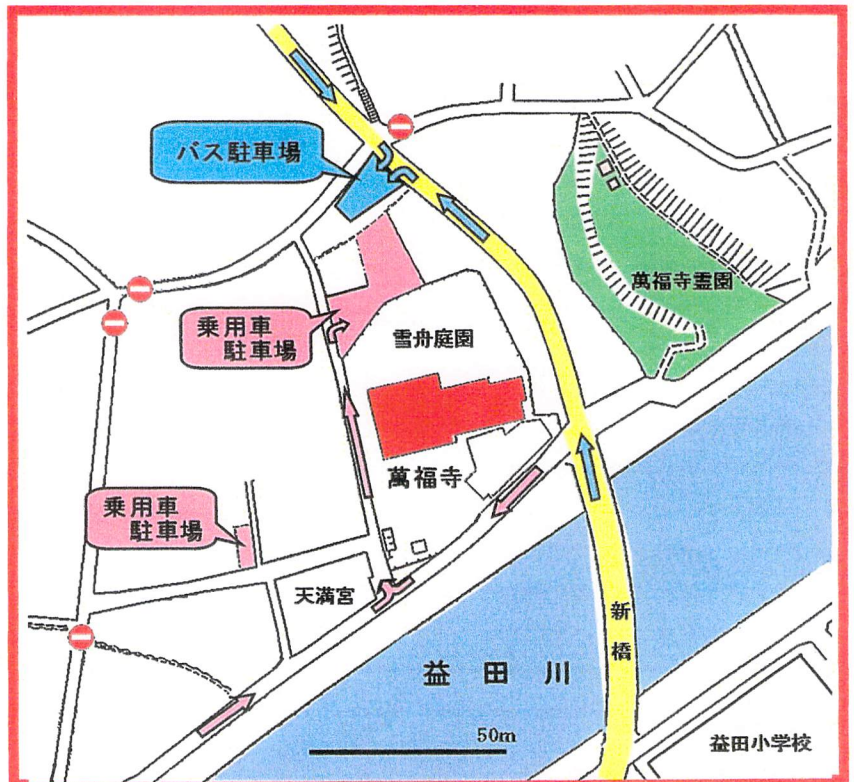 バス駐車場
萬福寺霊園
乗用車
駐車場
雪舟庭園
萬福寺
乗用車
駐車場
天満宮
新橋
益田川
50m
益田小学校